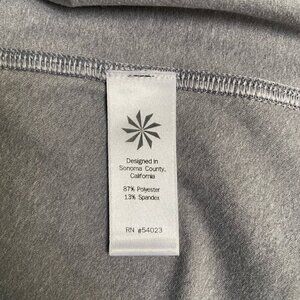 Designed in
Sonoma County,
California
87% Polyester
13% Spandex
RN #54023